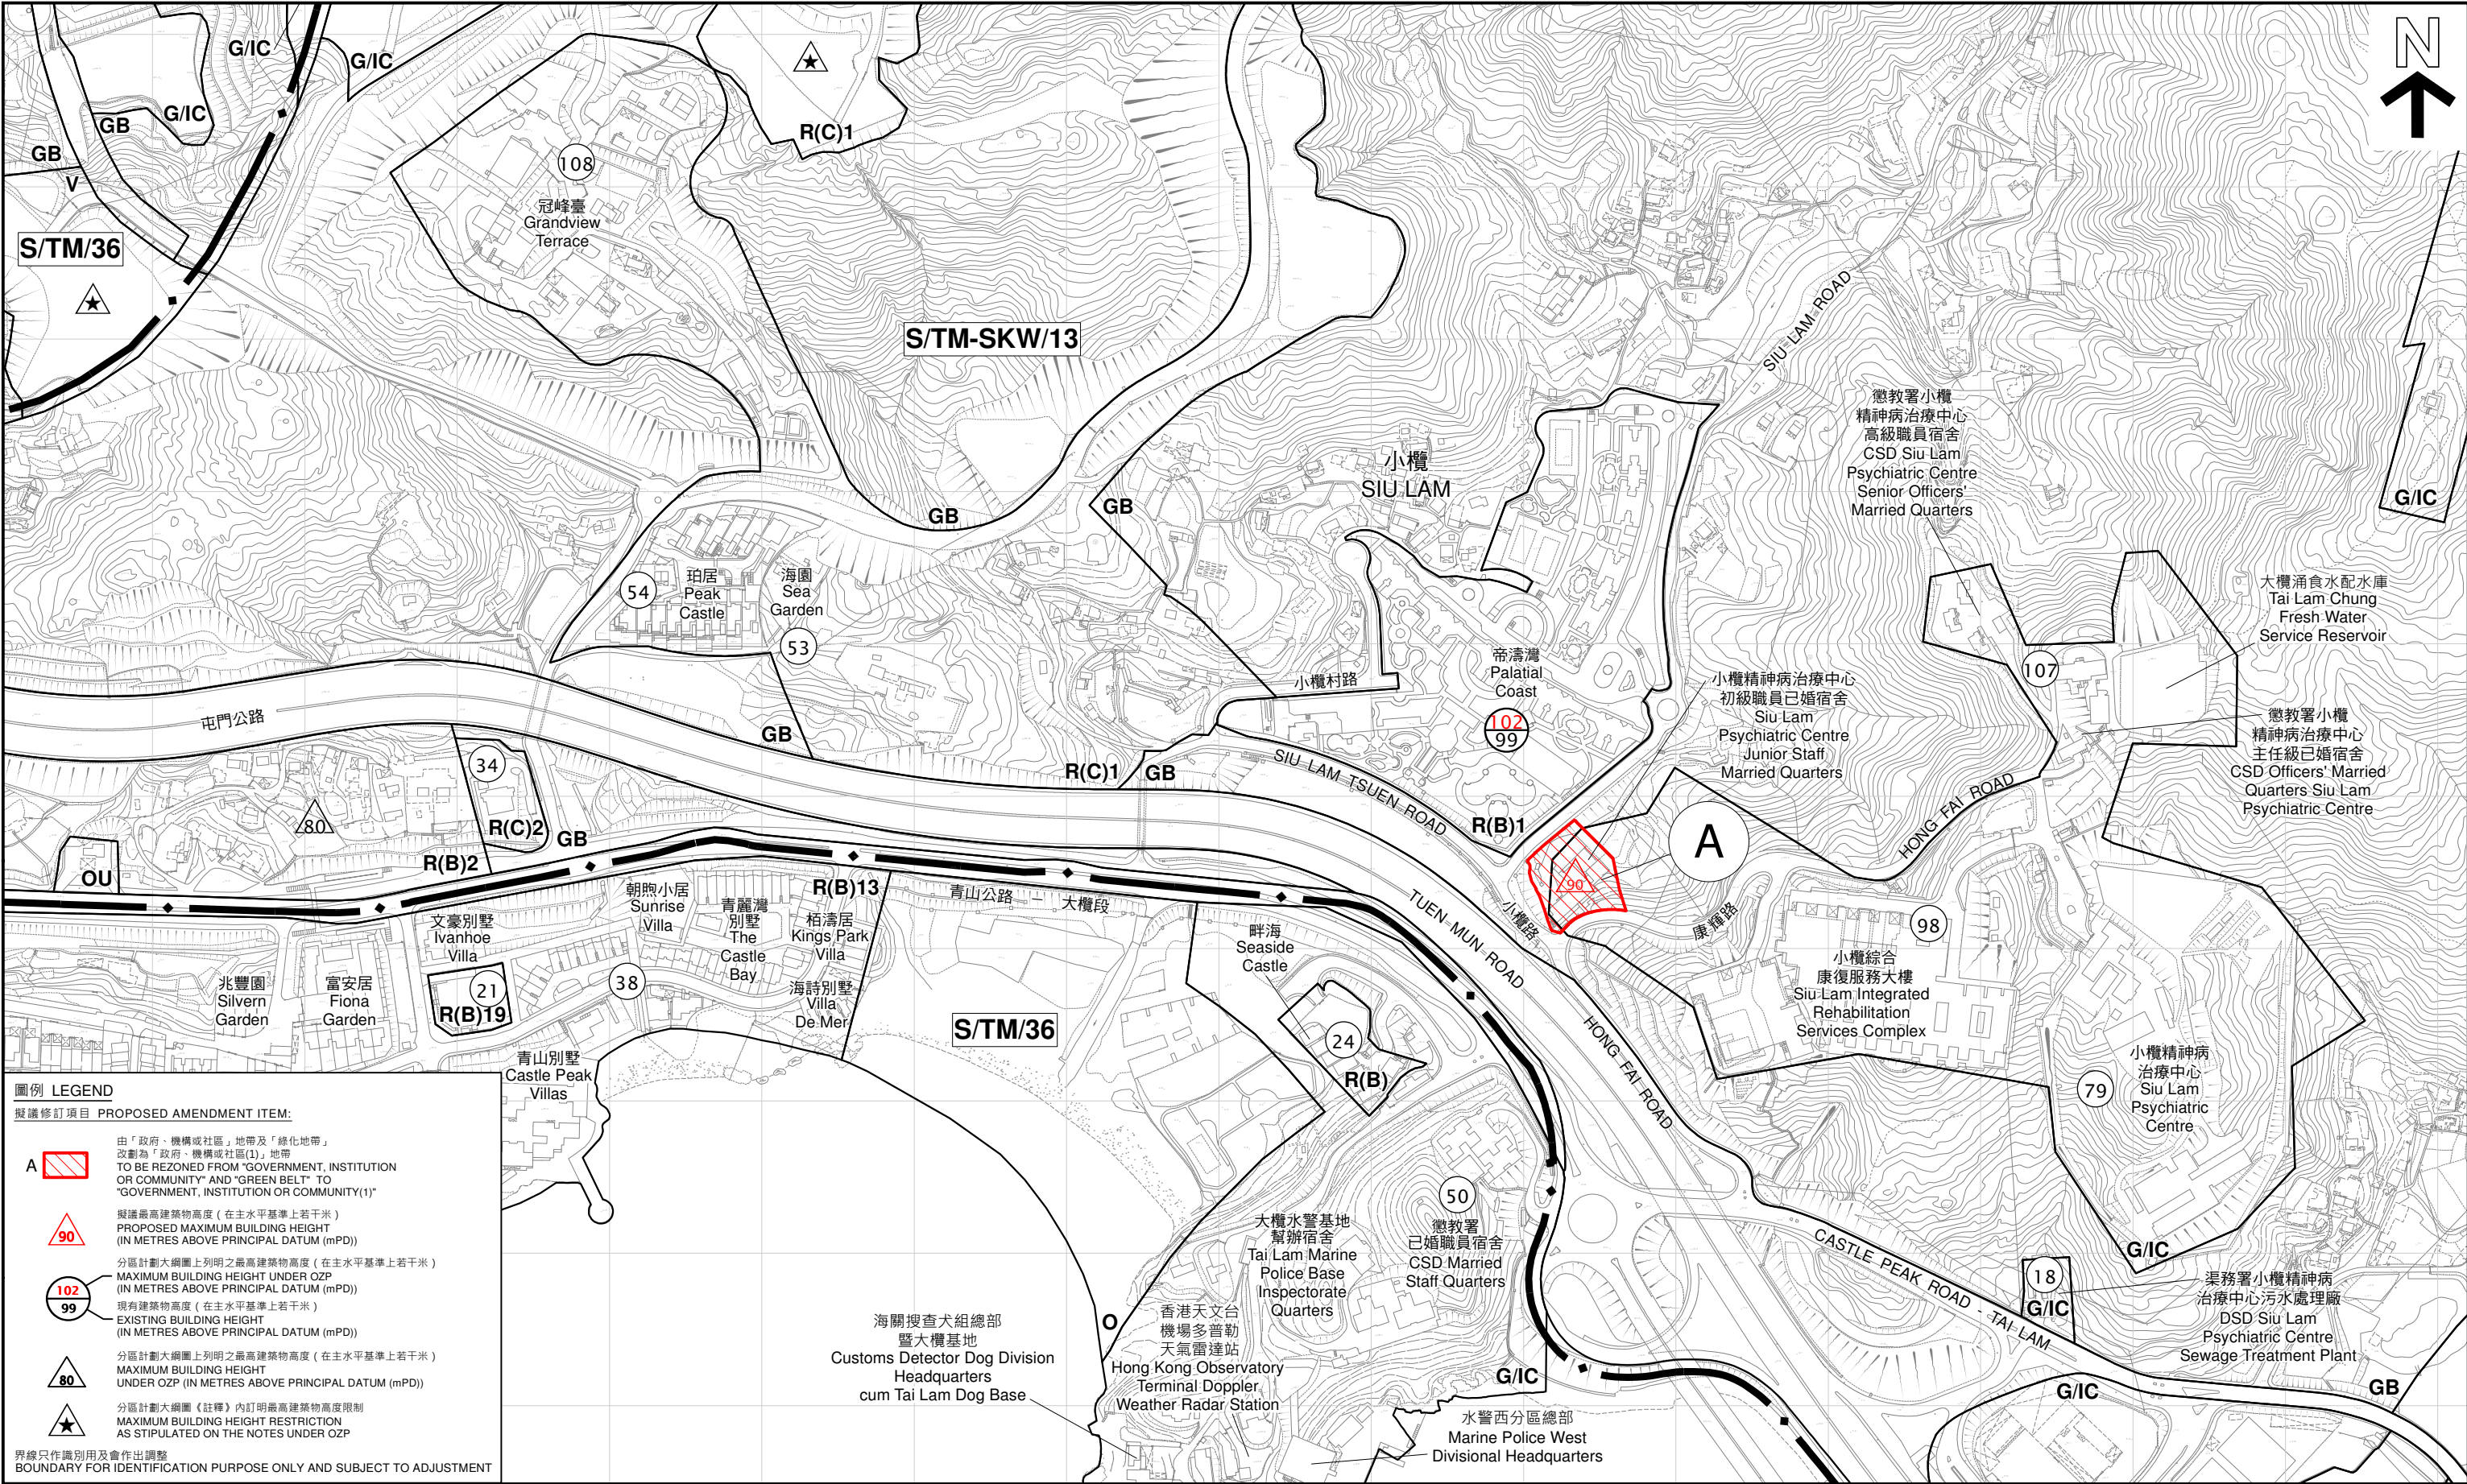 G/IC
G/IC
G/IC
GB
GB
V
S/TM/36
★
108
冠峰臺
Grandview
Terrace
★
R(C)1
N
S/TM-SKW/13
SIU LAM ROAD
懲教署小欖
精神病治療中心
高級職員宿舍
CSD Siu Lam
Psychiatric Centre
Senior Officers'
Married Quarters
小欖
SIU LAM
G/IC
GB
GB
54
珀居
Peak
Castle
海園
Sea
Garden
53
大欖涌食水配水庫
Tai Lam Chung
Fresh Water
Service Reservoir
107
帝濤灣
Palatial
Coast
102
99
小欖村路
小欖精神病治療中心
初級職員已婚宿舍
Siu Lam
Psychiatric Centre
Junior Staff
Married Quarters
懲教署小欖
精神病治療中心
主任級已婚宿舍
CSD Officers' Married
Quarters Siu Lam
Psychiatric Centre
屯門公路
GB
R(C)1
GB
SIU LAM TSUEN ROAD
R(B)1
HONG FAI ROAD
34
R(C)2
80
GB
R(B)2
OU
A
90
小欖路
康輝路
98
小欖綜合
康復服務大樓
Siu Lam Integrated
Rehabilitation
Services Complex
文豪別墅
Ivanhoe
Villa
朝煦小居
Sunrise
Villa
青麗灣
別墅
The
Castle
Bay
R(B)13
栢濤居
Kings Park
Villa
青山公路 － 大欖段
TUEN MUN ROAD
畔海
Seaside
Castle
兆豐園
Silvern
Garden
富安居
Fiona
Garden
21
R(B)19
38
海詩別墅
Villa
De Mer
S/TM/36
24
R(B)
HONG FAI ROAD
小欖精神病
治療中心
Siu Lam
Psychiatric
Centre
79
青山別墅
Castle Peak
Villas
50
懲教署
已婚職員宿舍
CSD Married
Staff Quarters
大欖水警基地
幫辦宿舍
Tai Lam Marine
Police Base
Inspectorate
Quarters
CASTLE PEAK ROAD - TAI LAM
G/IC
18
G/IC
渠務署小欖精神病
治療中心污水處理廠
DSD Siu Lam
Psychiatric Centre
Sewage Treatment Plant
海關搜查犬組總部
暨大欖基地
Customs Detector Dog Division
Headquarters
cum Tai Lam Dog Base
O
香港天文台
機場多普勒
天氣雷達站
Hong Kong Observatory
Terminal Doppler
Weather Radar Station
G/IC
水警西分區總部
Marine Police West
Divisional Headquarters
G/IC
GB
圖例 LEGEND
擬議修訂項目 PROPOSED AMENDMENT ITEM:
A
由「政府、機構或社區」地帶及「綠化地帶」
改劃為「政府、機構或社區(1)」地帶
TO BE REZONED FROM "GOVERNMENT, INSTITUTION
OR COMMUNITY" AND "GREEN BELT" TO
"GOVERNMENT, INSTITUTION OR COMMUNITY(1)"
90
擬議最高建築物高度 ( 在主水平基準上若干米 )
PROPOSED MAXIMUM BUILDING HEIGHT
(IN METRES ABOVE PRINCIPAL DATUM (mPD))
102
99
分區計劃大綱圖上列明之最高建築物高度 ( 在主水平基準上若干米 )
MAXIMUM BUILDING HEIGHT UNDER OZP
(IN METRES ABOVE PRINCIPAL DATUM (mPD))
現有建築物高度 ( 在主水平基準上若干米 )
EXISTING BUILDING HEIGHT
(IN METRES ABOVE PRINCIPAL DATUM (mPD))
80
分區計劃大綱圖上列明之最高建築物高度 ( 在主水平基準上若干米 )
MAXIMUM BUILDING HEIGHT
UNDER OZP (IN METRES ABOVE PRINCIPAL DATUM (mPD))
★
分區計劃大綱圖《註釋》內訂明最高建築物高度限制
MAXIMUM BUILDING HEIGHT RESTRICTION
AS STIPULATED ON THE NOTES UNDER OZP
界線只作識別用及會作出調整
BOUNDARY FOR IDENTIFICATION PURPOSE ONLY AND SUBJECT TO ADJUSTMENT